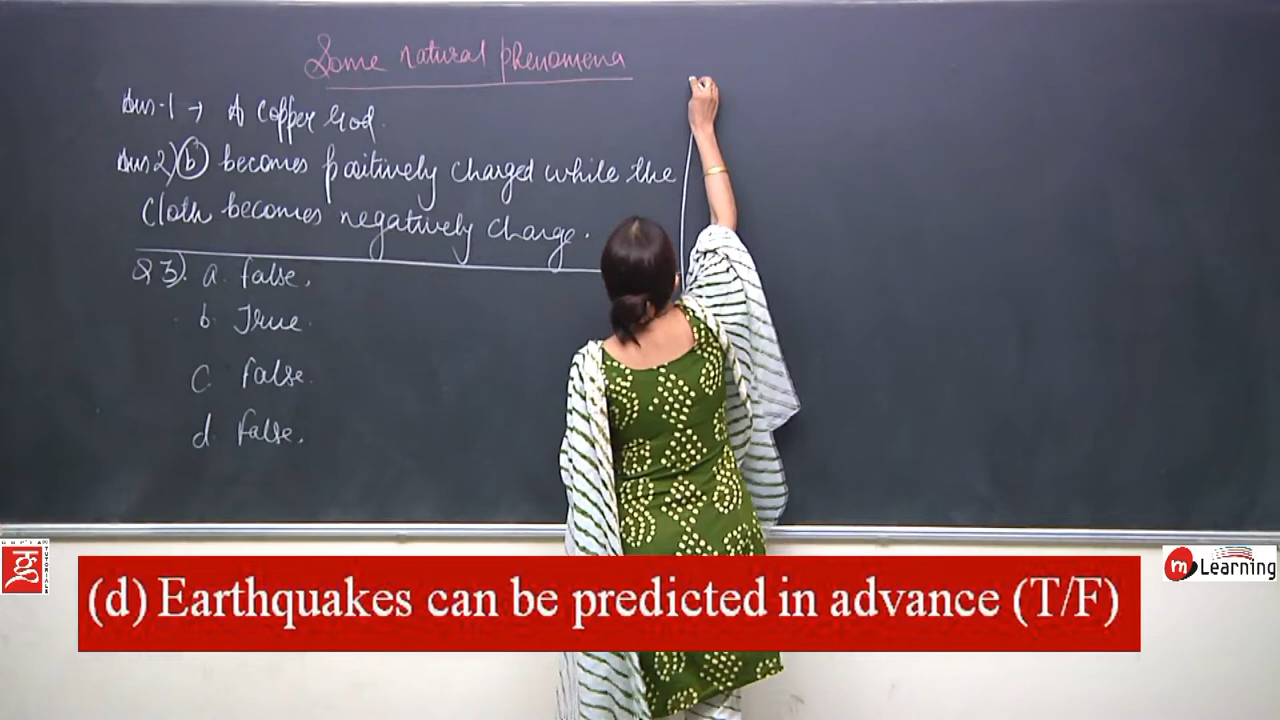 Some natural phenomena
Ans-1 → A Copper rod.
Ans 2) (b) becomes positively charged while the
Cloth becomes negatively charge.
Q 3). a. false.
b. True.
c. false.
d. false.
(d) Earthquakes can be predicted in advance (T/F)
m Learning